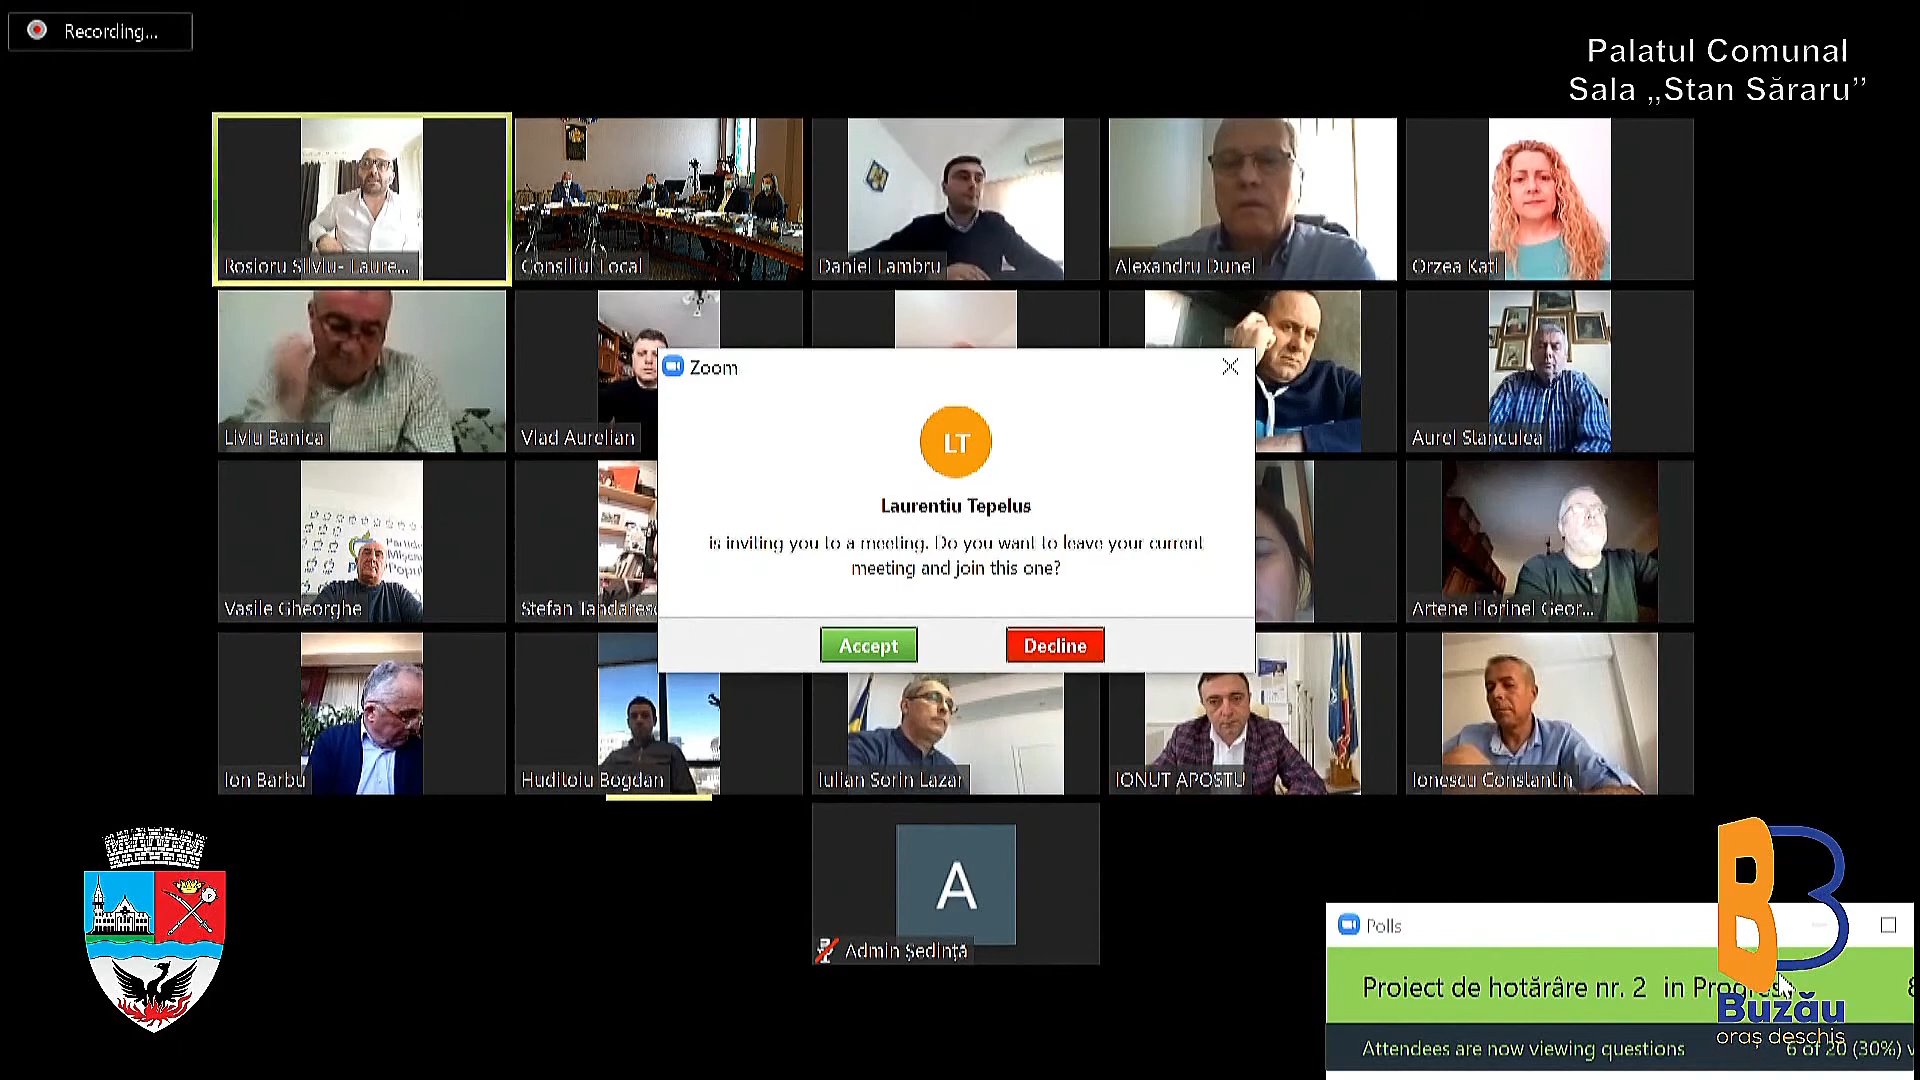 Recording...
Palatul Comunal
Sala „Stan Săraru”
Rosioru Silviu- Laure...
Consiliul Local
Daniel Lambru
Alexandru Dunel
Orzea Kati
Liviu Banica
Vlad Aurelian
Aurel Stanculea
Zoom
LT
Laurentiu Tepelus
is inviting you to a meeting. Do you want to leave your current
meeting and join this one?
Accept
Decline
Vasile Gheorghe
Stefan Tandaresc
Artene Florinel Geor...
Ion Barbu
Huditoiu Bogdan
Iulian Sorin Lazar
IONUT APOSTU
Ionescu Constantin
A
Admin Ședință
Polls
Proiect de hotărâre nr. 2 in Progres
Buzău
oraș deschis
Attendees are now viewing questions
6 of 20 (30%) v